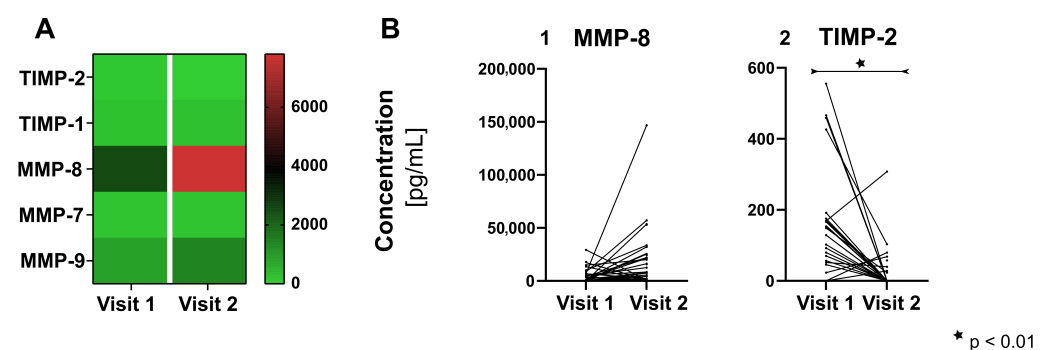 A
TIMP-2
TIMP-1
MMP-8
MMP-7
MMP-9
Visit 1 Visit 2
6000
4000
2000
0
B
Concentration
[pg/mL]
1 MMP-8
200,000
150,000
100,000
50,000
0
Visit 1 Visit 2
2 TIMP-2
600
400
200
0
Visit 1 Visit 2
★ p < 0.01